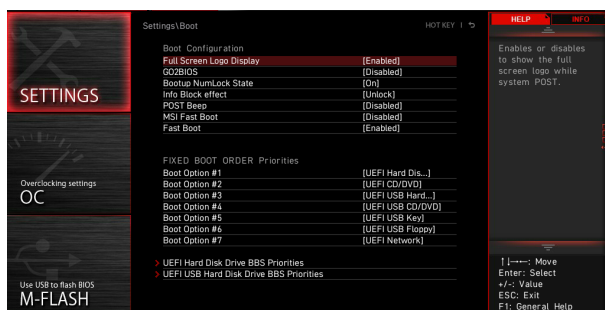 Settings\Boot
HOT KEY | ⮌
HELP
INFO
Boot Configuration
Full Screen Logo Display [Enabled]
GO2BIOS [Disabled]
Bootup NumLock State [On]
Info Block effect [Unlock]
POST Beep [Disabled]
MSI Fast Boot [Disabled]
Fast Boot [Enabled]
FIXED BOOT ORDER Priorities
Boot Option #1 [UEFI Hard Dis...]
Boot Option #2 [UEFI CD/DVD]
Boot Option #3 [UEFI USB Hard...]
Boot Option #4 [UEFI USB CD/DVD]
Boot Option #5 [UEFI USB Key]
Boot Option #6 [UEFI USB Floppy]
Boot Option #7 [UEFI Network]
> UEFI Hard Disk Drive BBS Priorities
> UEFI USB Hard Disk Drive BBS Priorities
SETTINGS
Overclocking settings
OC
Use USB to flash BIOS
M-FLASH
Enables or disables
to show the full
screen logo while
system POST.
↑↓→←: Move
Enter: Select
+/-: Value
ESC: Exit
F1: General Help